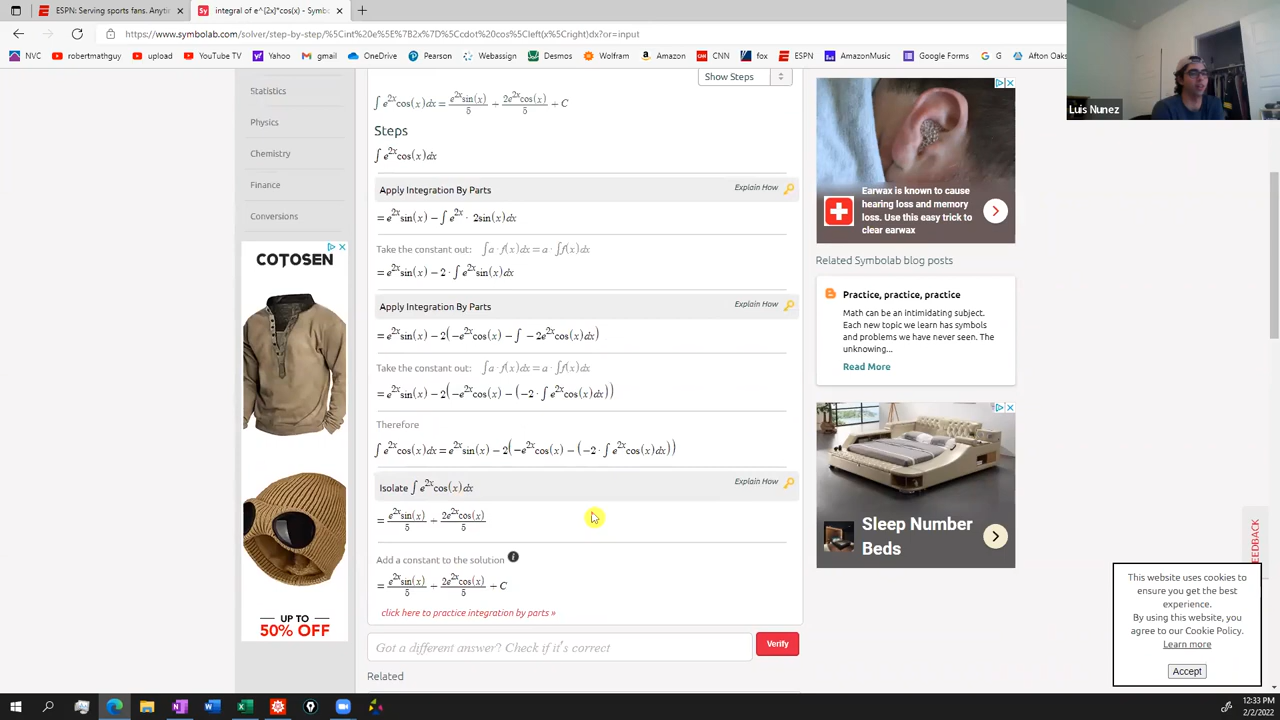 ESPN: Serving sports fans. Anyti
Sy integral of e^{2x}*cos(x) - Symbo
https://www.symbolab.com/solver/step-by-step/%5Cint%20e%5E%7B2x%7D%5Ccdot%20cos%5Cleft(x%5Cright)dx?or=input
NVC robertmathguy upload YouTube TV Yahoo gmail OneDrive Pearson Webassign Desmos Wolfram Amazon CNN fox ESPN AmazonMusic Google Forms G Afton Oaks
Luis Nunez
Statistics
Physics
Chemistry
Finance
Conversions
COTOSEN
UP TO
50% OFF
Show Steps
∫ e^{2x}cos(x)dx = e^{2x}sin(x)/5 + 2e^{2x}cos(x)/5 + C
Steps
∫ e^{2x}cos(x)dx
Apply Integration By Parts Explain How
= e^{2x}sin(x) − ∫ e^{2x} · 2sin(x)dx
Take the constant out: ∫a · f(x)dx = a · ∫f(x)dx
= e^{2x}sin(x) − 2 · ∫ e^{2x}sin(x)dx
Apply Integration By Parts Explain How
= e^{2x}sin(x) − 2(−e^{2x}cos(x) − ∫ − 2e^{2x}cos(x)dx)
Take the constant out: ∫a · f(x)dx = a · ∫f(x)dx
= e^{2x}sin(x) − 2(−e^{2x}cos(x) − (−2 · ∫ e^{2x}cos(x)dx))
Therefore
∫ e^{2x}cos(x)dx = e^{2x}sin(x) − 2(−e^{2x}cos(x) − (−2 · ∫ e^{2x}cos(x)dx))
Isolate ∫ e^{2x}cos(x)dx Explain How
= e^{2x}sin(x)/5 + 2e^{2x}cos(x)/5
Add a constant to the solution i
= e^{2x}sin(x)/5 + 2e^{2x}cos(x)/5 + C
click here to practice integration by parts »
Got a different answer? Check if it's correct
Verify
Related
Earwax is known to cause
hearing loss and memory
loss. Use this easy trick to
clear earwax
Related Symbolab blog posts
Practice, practice, practice
Math can be an intimidating subject.
Each new topic we learn has symbols
and problems we have never seen. The
unknowing...
Read More
Sleep Number
Beds
FEEDBACK
This website uses cookies to
ensure you get the best
experience.
By using this website, you
agree to our Cookie Policy.
Learn more
Accept
12:33 PM
2/2/2022